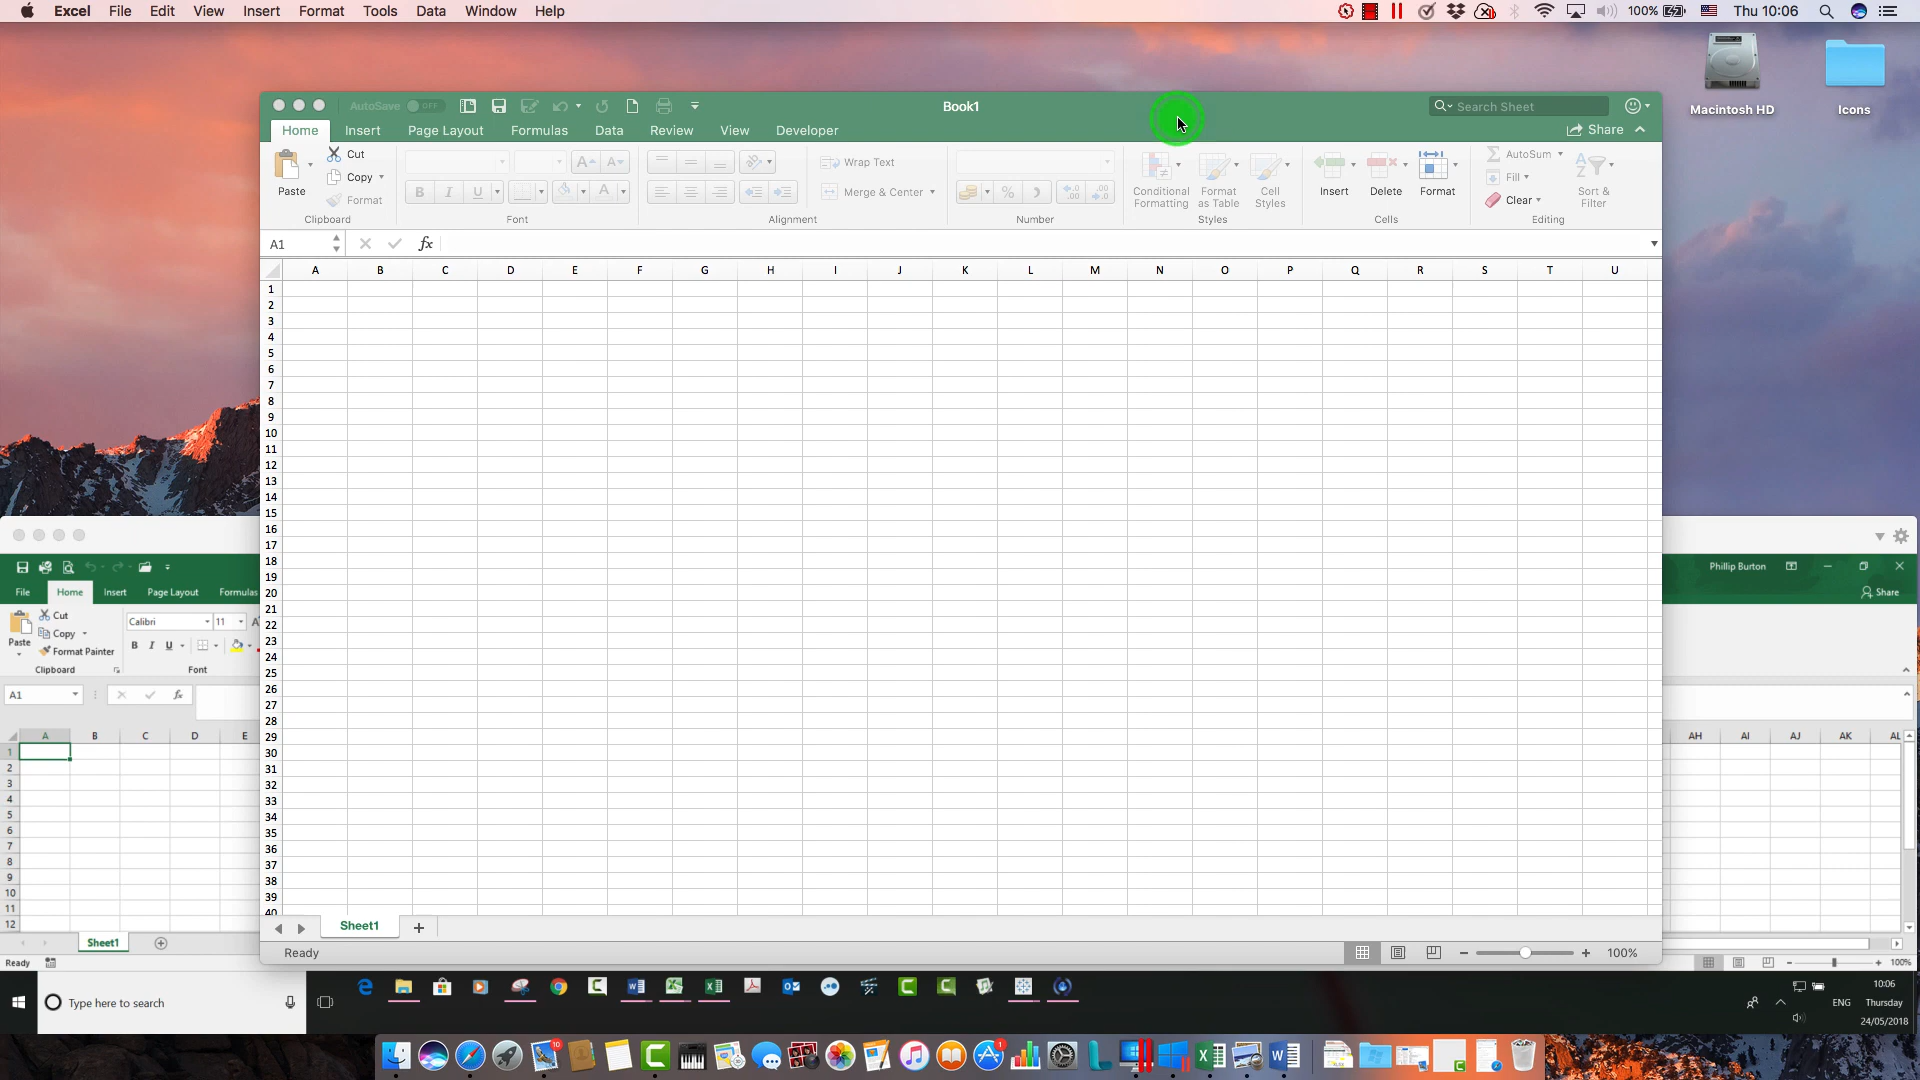 Excel File Edit View Insert Format Tools Data Window Help
100% Thu 10:06
Macintosh HD
Icons
AutoSave OFF Book1 Search Sheet
Home Insert Page Layout Formulas Data Review View Developer Share
Paste Cut Copy Format
Clipboard
B I U A
Font
Wrap Text
Merge & Center
Alignment
%
Number
Conditional Formatting
Format as Table
Cell Styles
Styles
Insert Delete Format
Cells
AutoSum
Fill
Clear
Sort & Filter
Editing
A1 fx
A B C D E F G H I J K L M N O P Q R S T U
1
2
3
4
5
6
7
8
9
10
11
12
13
14
15
16
17
18
19
20
21
22
23
24
25
26
27
28
29
30
31
32
33
34
35
36
37
38
39
40
Sheet1 +
Ready 100%
Phillip Burton
File Home Insert Page Layout Formulas
Share
Paste Cut
Copy
Format Painter
Clipboard
Calibri 11
B I U
Font
A1 fx
A B C D E
AH AI AJ AK AL
1
2
3
4
5
6
7
8
9
10
11
12
Sheet1
Ready 100%
Type here to search
ENG
10:06
Thursday
24/05/2018
10
1